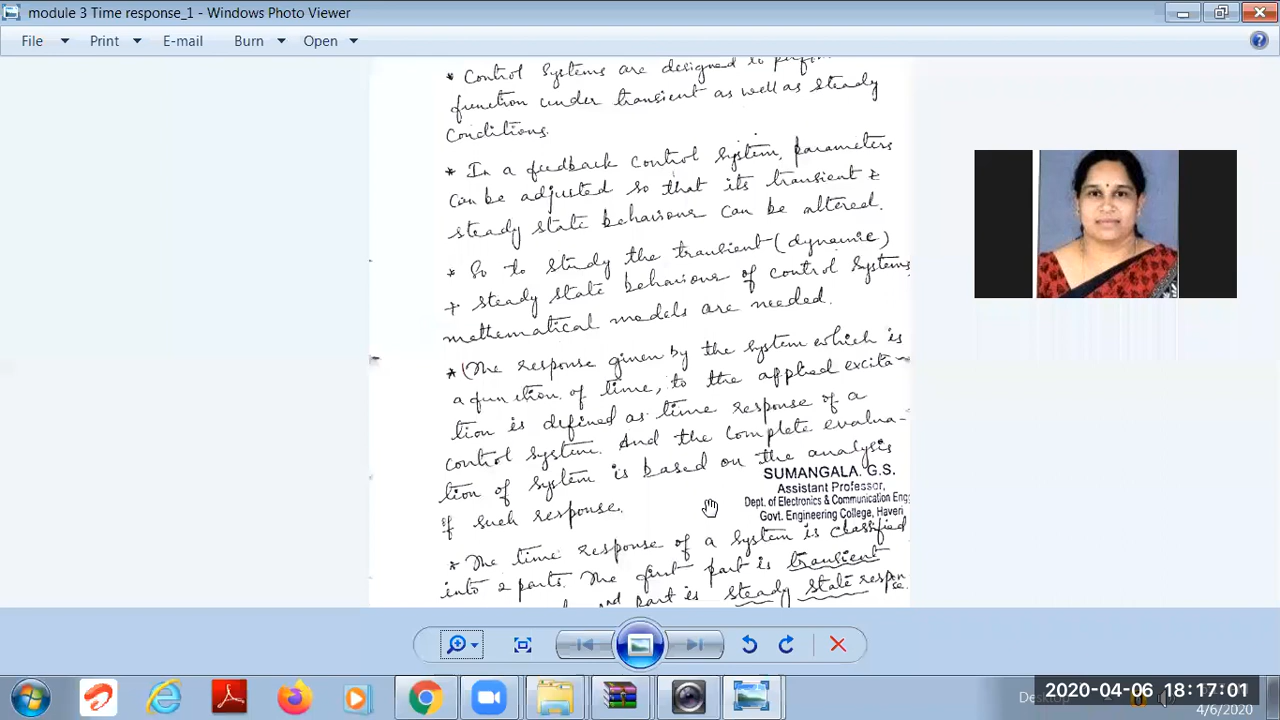 module 3 Time response_1 - Windows Photo Viewer
File Print E-mail Burn Open
* Control Systems are designed to
function under transient as well as steady
Conditions.
* In a feedback control system, parameters
can be adjusted so that its transient &
steady state behaviour can be altered.
* So to study the transient (dynamic)
+ steady state behaviour of control systems
mathematical models are needed.
* (The response given by the system which is
a function of time, to the applied excita-
tion is defined as time response of a
control system. And the complete evalua-
tion of system is based on the analysis
of such response.
SUMANGALA. G.S.
Assistant Professor,
Dept. of Electronics & Communication Eng
Govt. Engineering College, Haveri
* The time response of a system is classified
into 2 parts. The first part is transient
part is steady state response.
Desktop
2020-04-06 18:17:01
4/6/2020